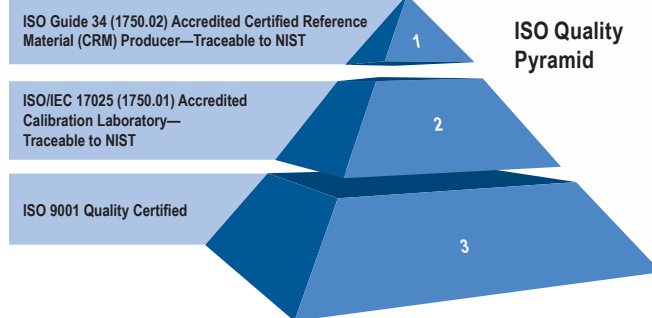 ISO Guide 34 (1750.02) Accredited Certified Reference
Material (CRM) Producer—Traceable to NIST
1
ISO Quality
Pyramid
ISO/IEC 17025 (1750.01) Accredited
Calibration Laboratory—
Traceable to NIST
2
ISO 9001 Quality Certified
3